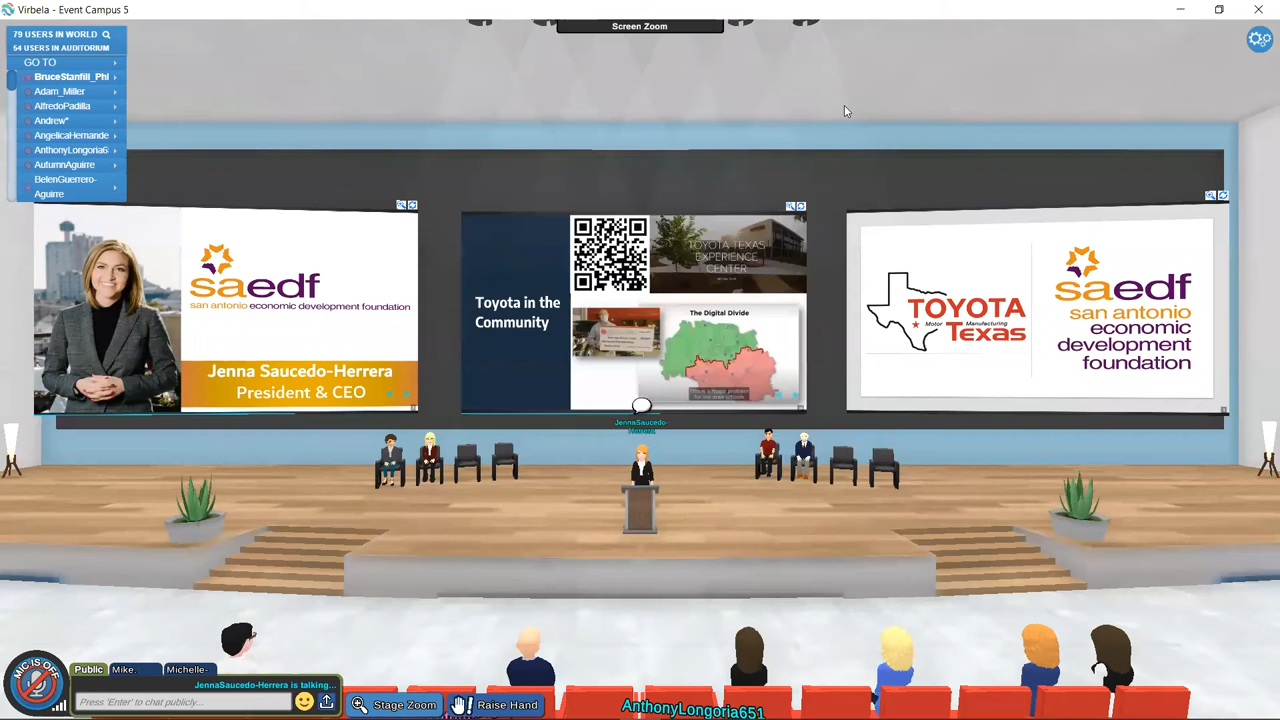 Virbela - Event Campus 5
Screen Zoom
79 USERS IN WORLD
54 USERS IN AUDITORIUM
GO TO
BruceStanfill_Phi
Adam_Miller
AlfredoPadilla
Andrew*
AngelicaHernande
AnthonyLongoria6
AutumnAguirre
BelenGuerrero-
Aguirre
saedf
san antonio economic development foundation
Jenna Saucedo-Herrera
President & CEO
Toyota in the
Community
TOYOTA TEXAS
EXPERIENCE
CENTER
The Digital Divide
TOYOTA
Motor Manufacturing
Texas
saedf
san antonio
economic
development
foundation
JennaSaucedo-
Herrera
MIC IS OFF
Public
Mike.
Michelle-
JennaSaucedo-Herrera is talking...
Press 'Enter' to chat publicly...
Stage Zoom
Raise Hand
AnthonyLongoria651